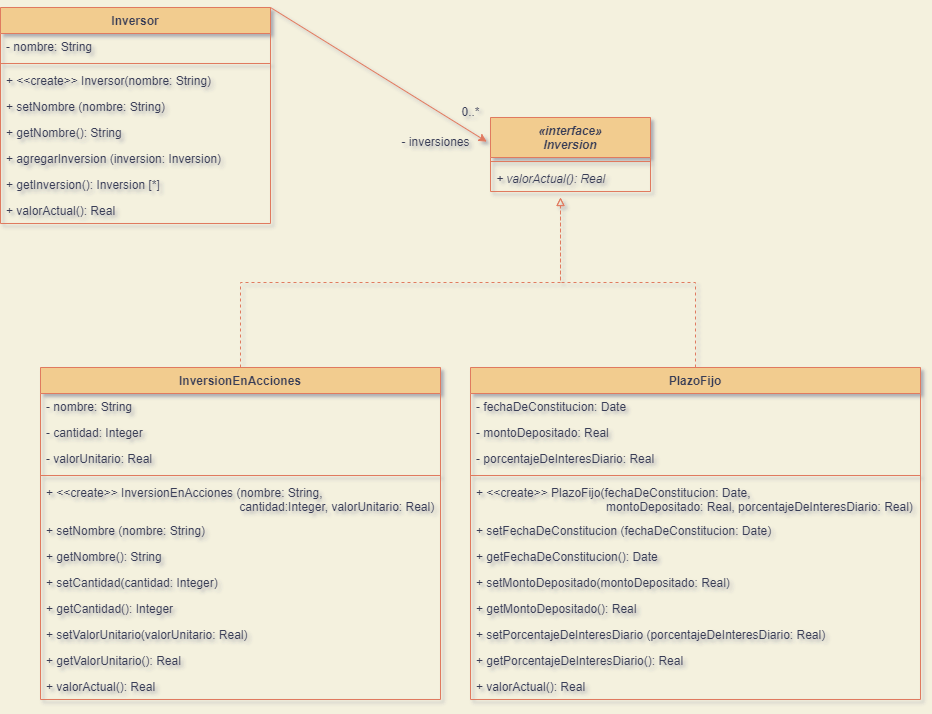 Inversor
- nombre: String
+ <<create>> Inversor(nombre: String)
+ setNombre (nombre: String)
+ getNombre(): String
+ agregarInversion (inversion: Inversion)
+ getInversion(): Inversion [*]
+ valorActual(): Real
0..*
- inversiones
«interface»
Inversion
+ valorActual(): Real
InversionEnAcciones
- nombre: String
- cantidad: Integer
- valorUnitario: Real
+ <<create>> InversionEnAcciones (nombre: String,
cantidad:Integer, valorUnitario: Real)
+ setNombre (nombre: String)
+ getNombre(): String
+ setCantidad(cantidad: Integer)
+ getCantidad(): Integer
+ setValorUnitario(valorUnitario: Real)
+ getValorUnitario(): Real
+ valorActual(): Real
PlazoFijo
- fechaDeConstitucion: Date
- montoDepositado: Real
- porcentajeDeInteresDiario: Real
+ <<create>> PlazoFijo(fechaDeConstitucion: Date,
montoDepositado: Real, porcentajeDeInteresDiario: Real)
+ setFechaDeConstitucion (fechaDeConstitucion: Date)
+ getFechaDeConstitucion(): Date
+ setMontoDepositado(montoDepositado: Real)
+ getMontoDepositado(): Real
+ setPorcentajeDeInteresDiario (porcentajeDeInteresDiario: Real)
+ getPorcentajeDeInteresDiario(): Real
+ valorActual(): Real